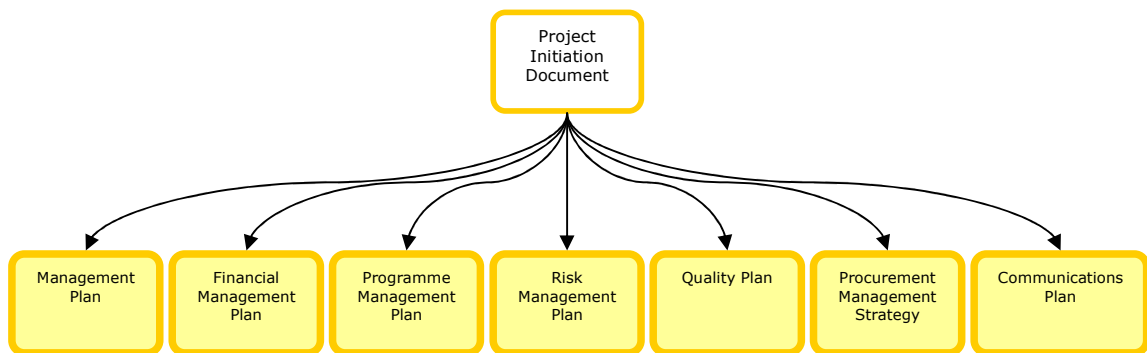 Project
Initiation
Document
Management
Plan
Financial
Management
Plan
Programme
Management
Plan
Risk
Management
Plan
Quality Plan
Procurement
Management
Strategy
Communications
Plan